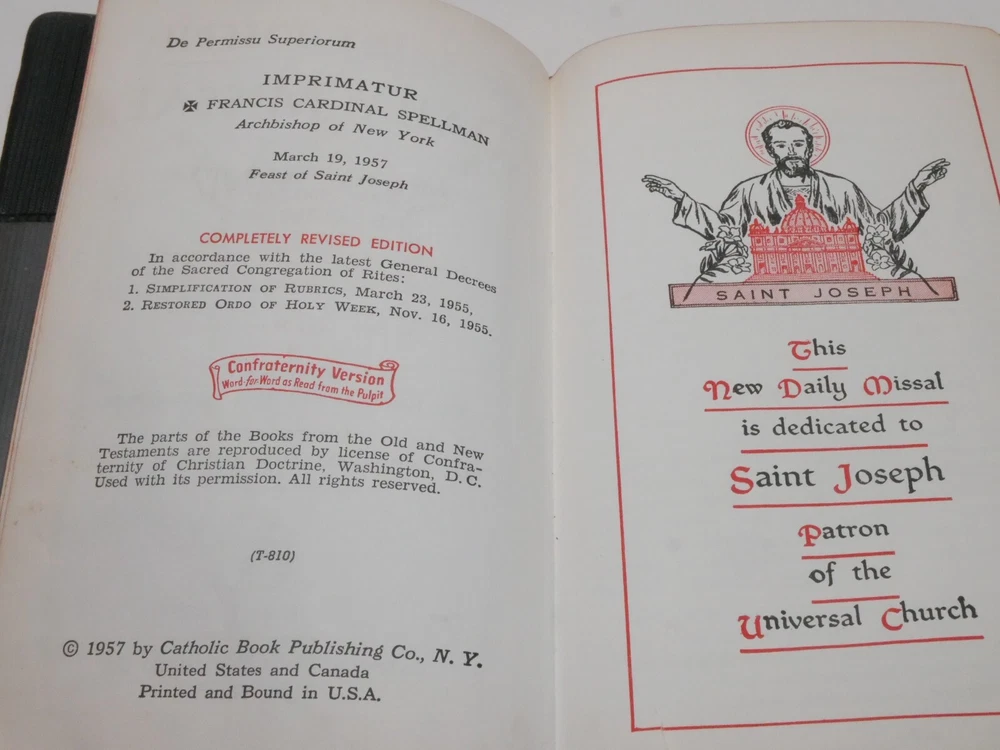 De Permissu Superiorum
IMPRIMATUR
✠ FRANCIS CARDINAL SPELLMAN
Archbishop of New York
March 19, 1957
Feast of Saint Joseph
COMPLETELY REVISED EDITION
In accordance with the latest General Decrees
of the Sacred Congregation of Rites:
1. SIMPLIFICATION OF RUBRICS, March 23, 1955,
2. RESTORED ORDO OF HOLY WEEK, Nov. 16, 1955.
Confraternity Version
Word-for-Word as Read from the Pulpit
The parts of the Books from the Old and New
Testaments are reproduced by license of Confra-
ternity of Christian Doctrine, Washington, D. C.
Used with its permission. All rights reserved.
(T-810)
© 1957 by Catholic Book Publishing Co., N. Y.
United States and Canada
Printed and Bound in U.S.A.
SAINT JOSEPH
This
New Daily Missal
is dedicated to
Saint Joseph
Patron
of the
Universal Church